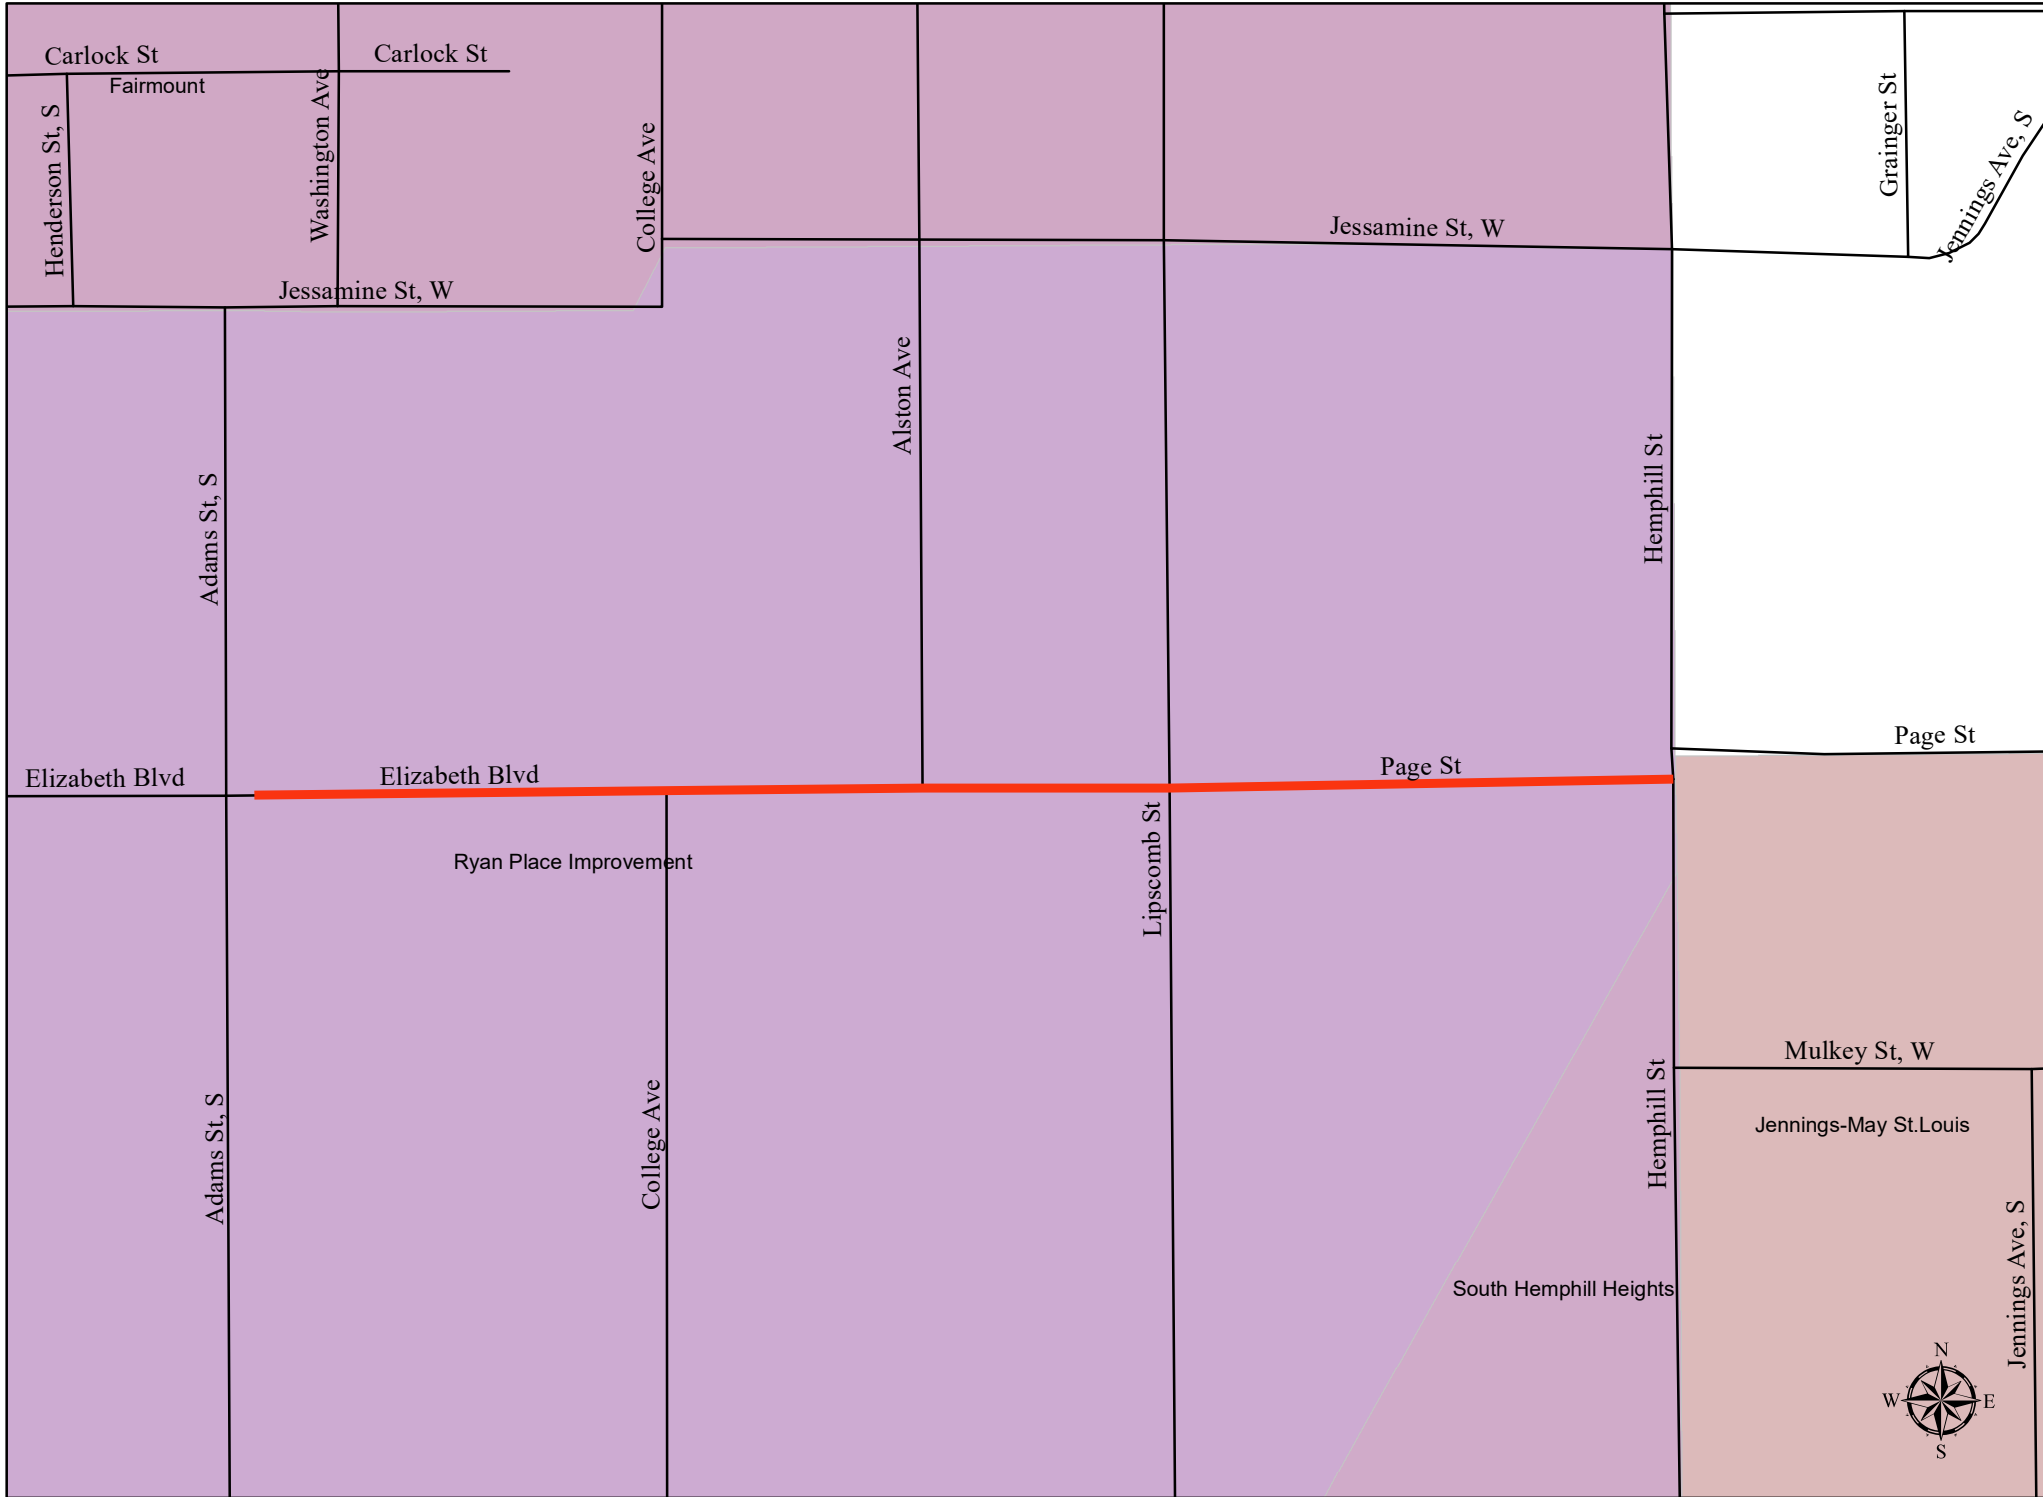 Carlock St
Carlock St
Fairmount
Henderson St, S
Washington Ave
College Ave
Grainger St
Jennings Ave, S
Jessamine St, W
Jessamine St, W
Alston Ave
Adams St, S
Hemphill St
Page St
Elizabeth Blvd
Elizabeth Blvd
Page St
Ryan Place Improvement
Lipscomb St
Mulkey St, W
Hemphill St
College Ave
Adams St, S
Jennings-May St.Louis
South Hemphill Heights
Jennings Ave, S
N
W
E
S